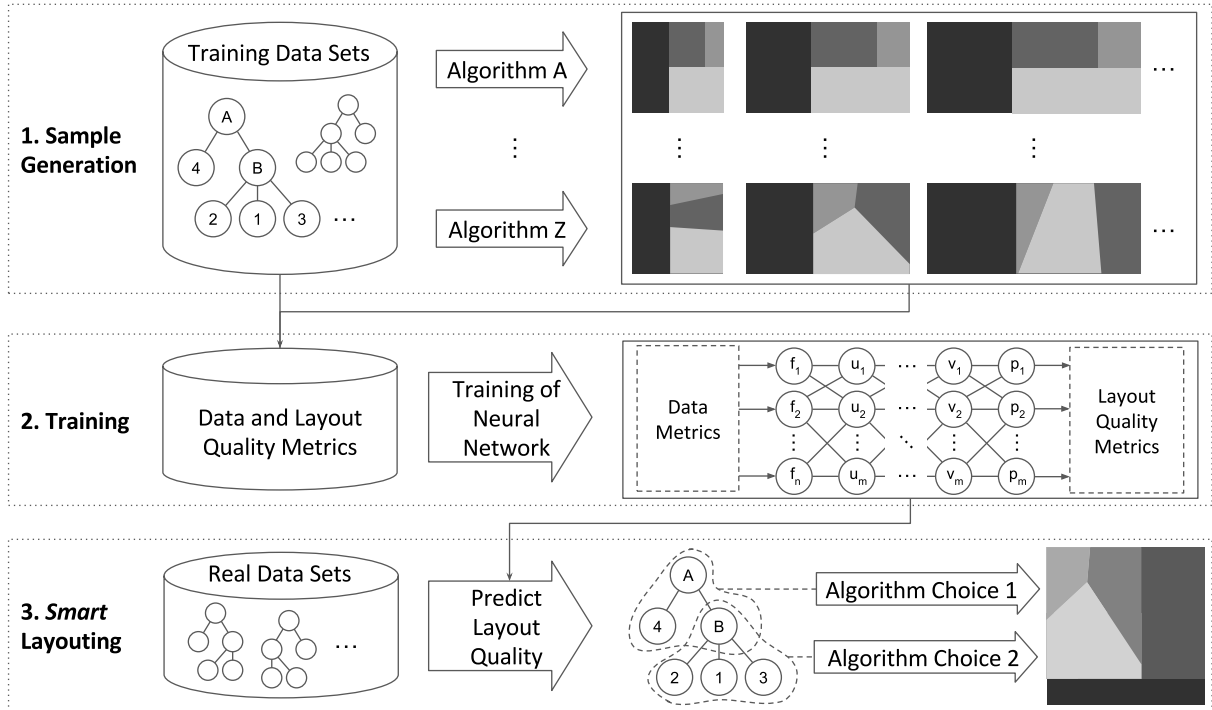 1. Sample
Generation
Training Data Sets
A
4
B
2
1
3
...
Algorithm A
⋮
Algorithm Z
...
⋮
⋮
⋮
...
2. Training
Data and Layout
Quality Metrics
Training of
Neural
Network
Data
Metrics
f1 u1 ... v1 p1
f2 u2 ... v2 p2
⋮ ⋮ ⋱ ⋮ ⋮
fn um ... vm pm
Layout
Quality
Metrics
3. Smart
Layouting
Real Data Sets
...
Predict
Layout
Quality
A
4
B
2
1
3
Algorithm Choice 1
Algorithm Choice 2